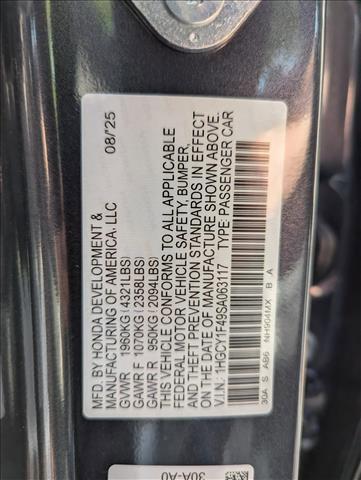 MFD. BY HONDA DEVELOPMENT & 08/'25
MANUFACTURING OF AMERICA, LLC
GVWR 1960KG (4321LBS)
GAWR F 1070KG (2358LBS)
GAWR R 950KG (2094LBS)
THIS VEHICLE CONFORMS TO ALL APPLICABLE
FEDERAL MOTOR VEHICLE SAFETY, BUMPER,
AND THEFT PREVENTION STANDARDS IN EFFECT
ON THE DATE OF MANUFACTURE SHOWN ABOVE.
V.I.N.: 1HGCY1F49SA063117 TYPE: PASSENGER CAR
30A S AB6 NH904MX B A
30A-A0